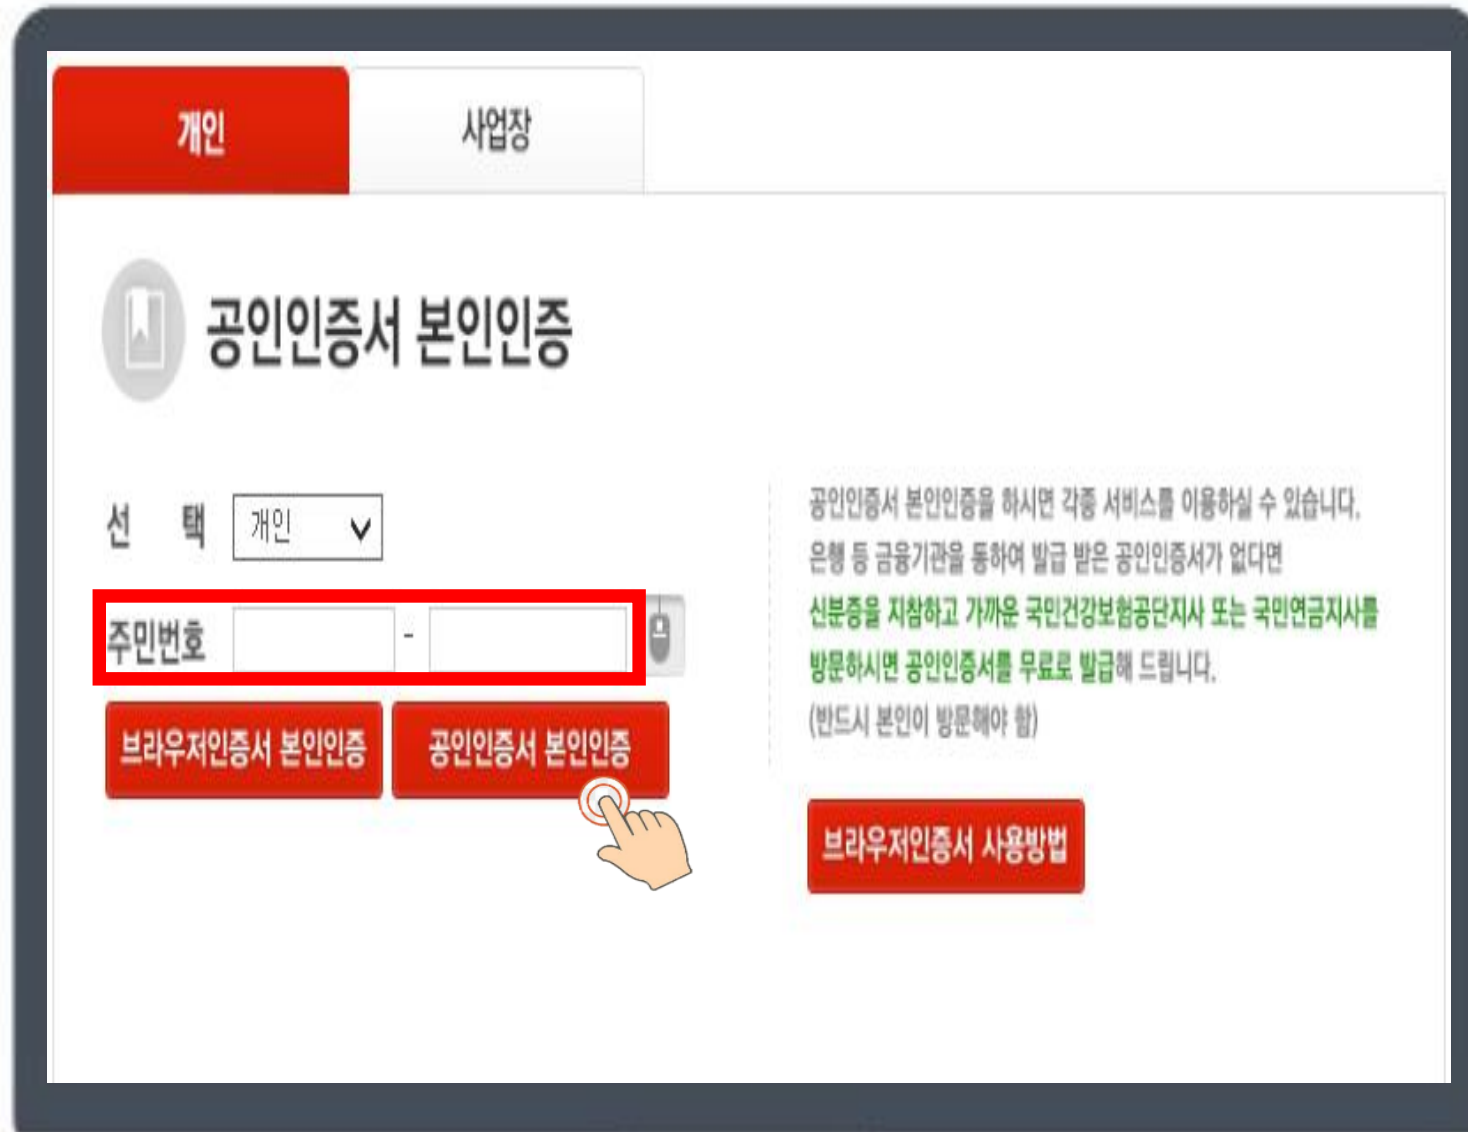 개인
사업장
공인인증서 본인인증
선 택 개인
주민번호 -
브라우저인증서 본인인증
공인인증서 본인인증
공인인증서 본인인증을 하시면 각종 서비스를 이용하실 수 있습니다.
은행 등 금융기관을 통하여 발급 받은 공인인증서가 없다면
신분증을 지참하고 가까운 국민건강보험공단지사 또는 국민연금지사를
방문하시면 공인인증서를 무료로 발급해 드립니다.
(반드시 본인이 방문해야 함)
브라우저인증서 사용방법